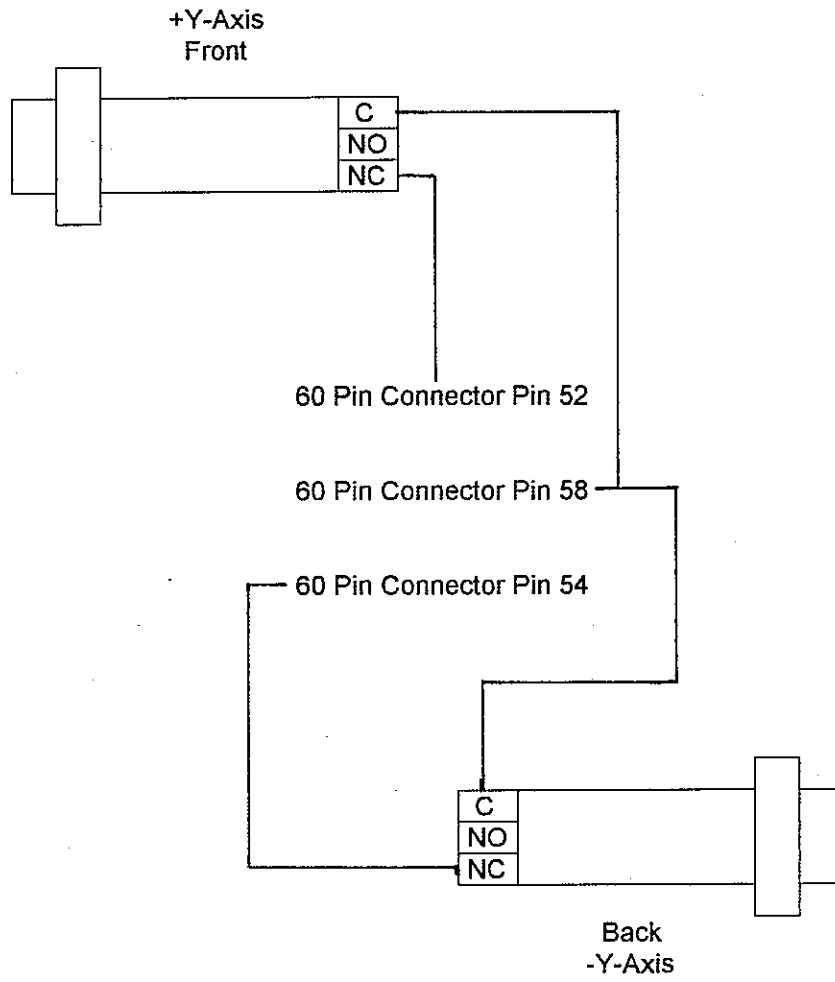 +Y-Axis
Front
C
NO
NC
60 Pin Connector Pin 52
60 Pin Connector Pin 58
60 Pin Connector Pin 54
C
NO
NC
Back
-Y-Axis